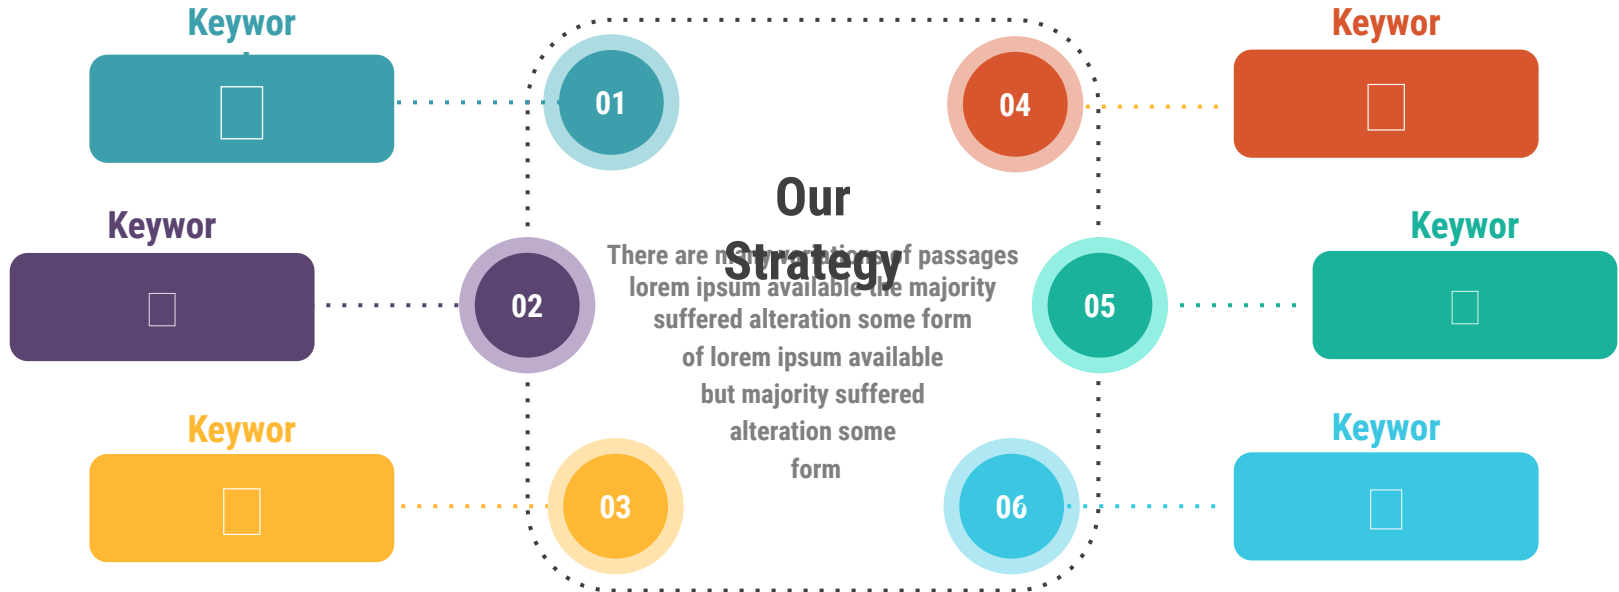 Keywor
01
Keywor
02
Keywor
03
Our
Strategy
There are many variations of passages
lorem ipsum available the majority
suffered alteration some form
of lorem ipsum available
but majority suffered
alteration some
form
Keywor
04
Keywor
05
Keywor
06